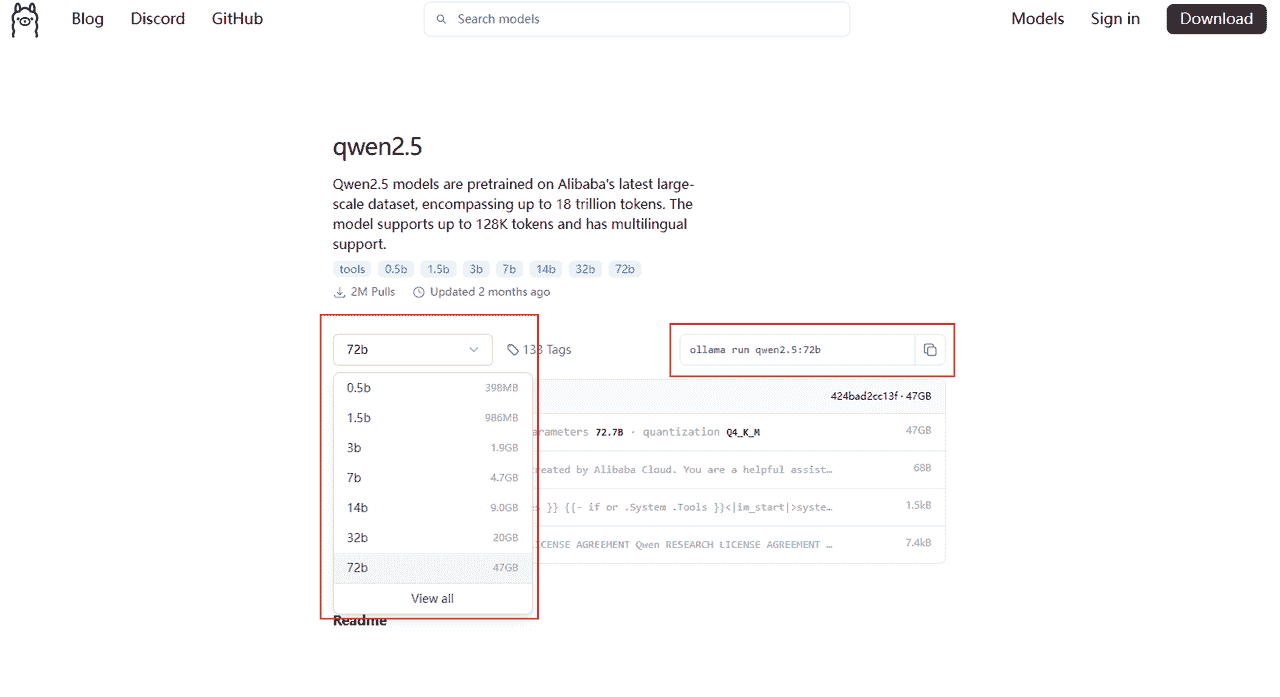 Blog Discord GitHub Search models Models Sign in Download
qwen2.5
Qwen2.5 models are pretrained on Alibaba's latest large-
scale dataset, encompassing up to 18 trillion tokens. The
model supports up to 128K tokens and has multilingual
support.
tools 0.5b 1.5b 3b 7b 14b 32b 72b
2M Pulls Updated 2 months ago
72b 133 Tags ollama run qwen2.5:72b
0.5b 398MB
1.5b 986MB
3b 1.9GB
7b 4.7GB
14b 9.0GB
32b 20GB
72b 47GB
View all
424bad2cc13f · 47GB
arameters 72.7B · quantization Q4_K_M 47GB
reated by Alibaba Cloud. You are a helpful assist… 68B
s }} {{- if or .System .Tools }}<|im_start|>syste… 1.5kB
ICENSE AGREEMENT Qwen RESEARCH LICENSE AGREEMENT … 7.4kB
Readme